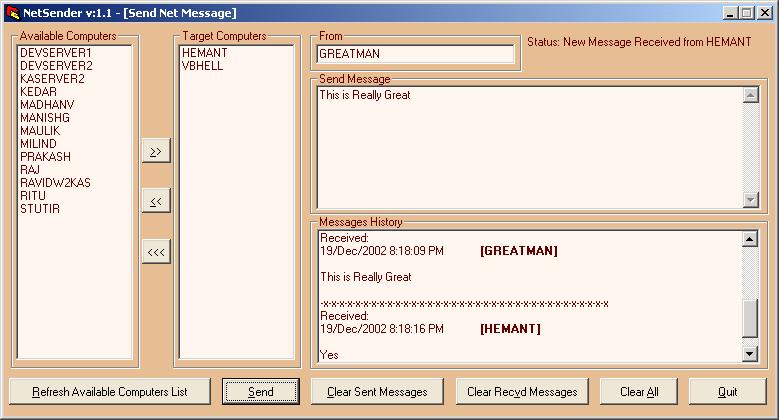 NetSender v:1.1 - [Send Net Message]
Available Computers
DEVSERVER1
DEVSERVER2
KASERVER2
KEDAR
MADHANV
MANISHG
MAULIK
MILIND
PRAKASH
RAJ
RAVIDW2KAS
RITU
STUTIR
>>
<<
<<<
Target Computers
HEMANT
VBHELL
From
GREATMAN
Status: New Message Received from HEMANT
Send Message
This is Really Great
Messages History
Received:
19/Dec/2002 8:18:09 PM [GREATMAN]
This is Really Great
-x-x-x-x-x-x-x-x-x-x-x-x-x-x-x-x-x-x-x-x-x-x-x-x-x-x-x-x-x-x-x-x-x-x-x-x-x-x-x-x-x
Received:
19/Dec/2002 8:18:16 PM [HEMANT]
Yes
Refresh Available Computers List
Send
Clear Sent Messages
Clear Recvd Messages
Clear All
Quit